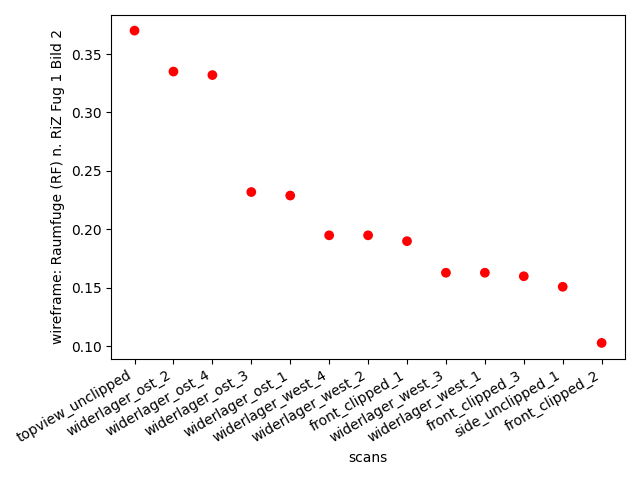 wireframe: Raumfuge (RF) n. RiZ Fug 1 Bild 2
0.35
0.30
0.25
0.20
0.15
0.10
topview_unclipped
widerlager_ost_2
widerlager_ost_4
widerlager_ost_3
widerlager_ost_1
widerlager_west_4
widerlager_west_2
front_clipped_1
widerlager_west_3
widerlager_west_1
front_clipped_3
side_unclipped_1
front_clipped_2
scans